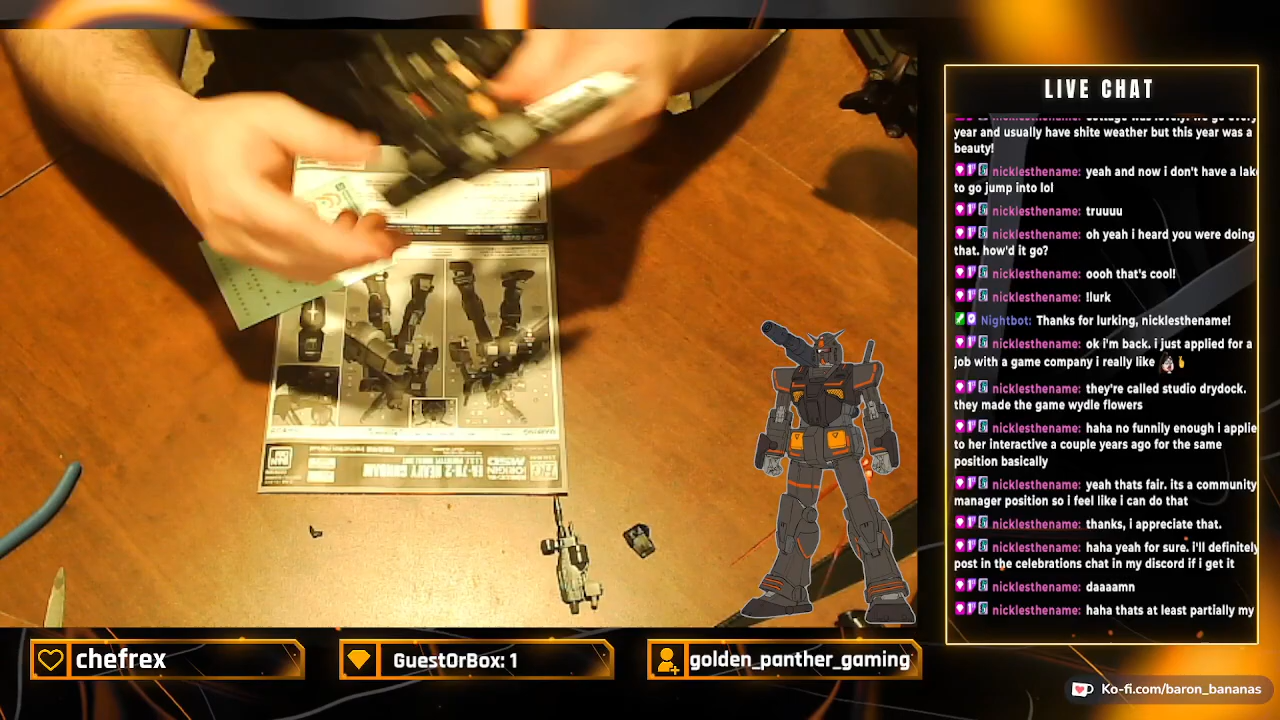 LIVE CHAT
year and usually have shite weather but this year was a
beauty!
nicklesthename: yeah and now i don't have a lak
to go jump into lol
nicklesthename: truuuu
nicklesthename: oh yeah i heard you were doing
that. how'd it go?
nicklesthename: oooh that's cool!
nicklesthename: !lurk
Nightbot: Thanks for lurking, nicklesthename!
nicklesthename: ok i'm back. i just applied for a
job with a game company i really like
nicklesthename: they're called studio drydock.
they made the game wydle flowers
nicklesthename: haha no funnily enough i applie
to her interactive a couple years ago for the same
position basically
nicklesthename: yeah thats fair. its a community
manager position so i feel like i can do that
nicklesthename: thanks, i appreciate that.
nicklesthename: haha yeah for sure. i'll definitely
post in the celebrations chat in my discord if i get it
nicklesthename: daaaamn
nicklesthename: haha thats at least partially my
FA-78-2 HEAVY GUNDAM
chefrex
GuestOrBox: 1
golden_panther_gaming
Ko-fi.com/baron_bananas